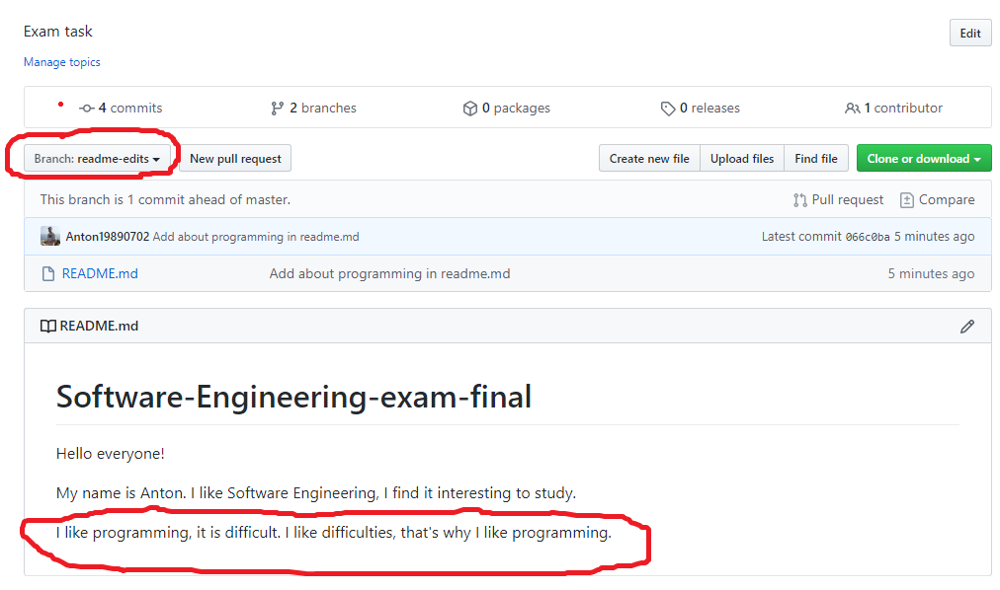 Exam task
Edit
Manage topics
4 commits 2 branches 0 packages 0 releases 1 contributor
Branch: readme-edits New pull request Create new file Upload files Find file Clone or download
This branch is 1 commit ahead of master. Pull request Compare
Anton19890702 Add about programming in readme.md Latest commit 066c0ba 5 minutes ago
README.md Add about programming in readme.md 5 minutes ago
README.md
Software-Engineering-exam-final
Hello everyone!
My name is Anton. I like Software Engineering, I find it interesting to study.
I like programming, it is difficult. I like difficulties, that's why I like programming.